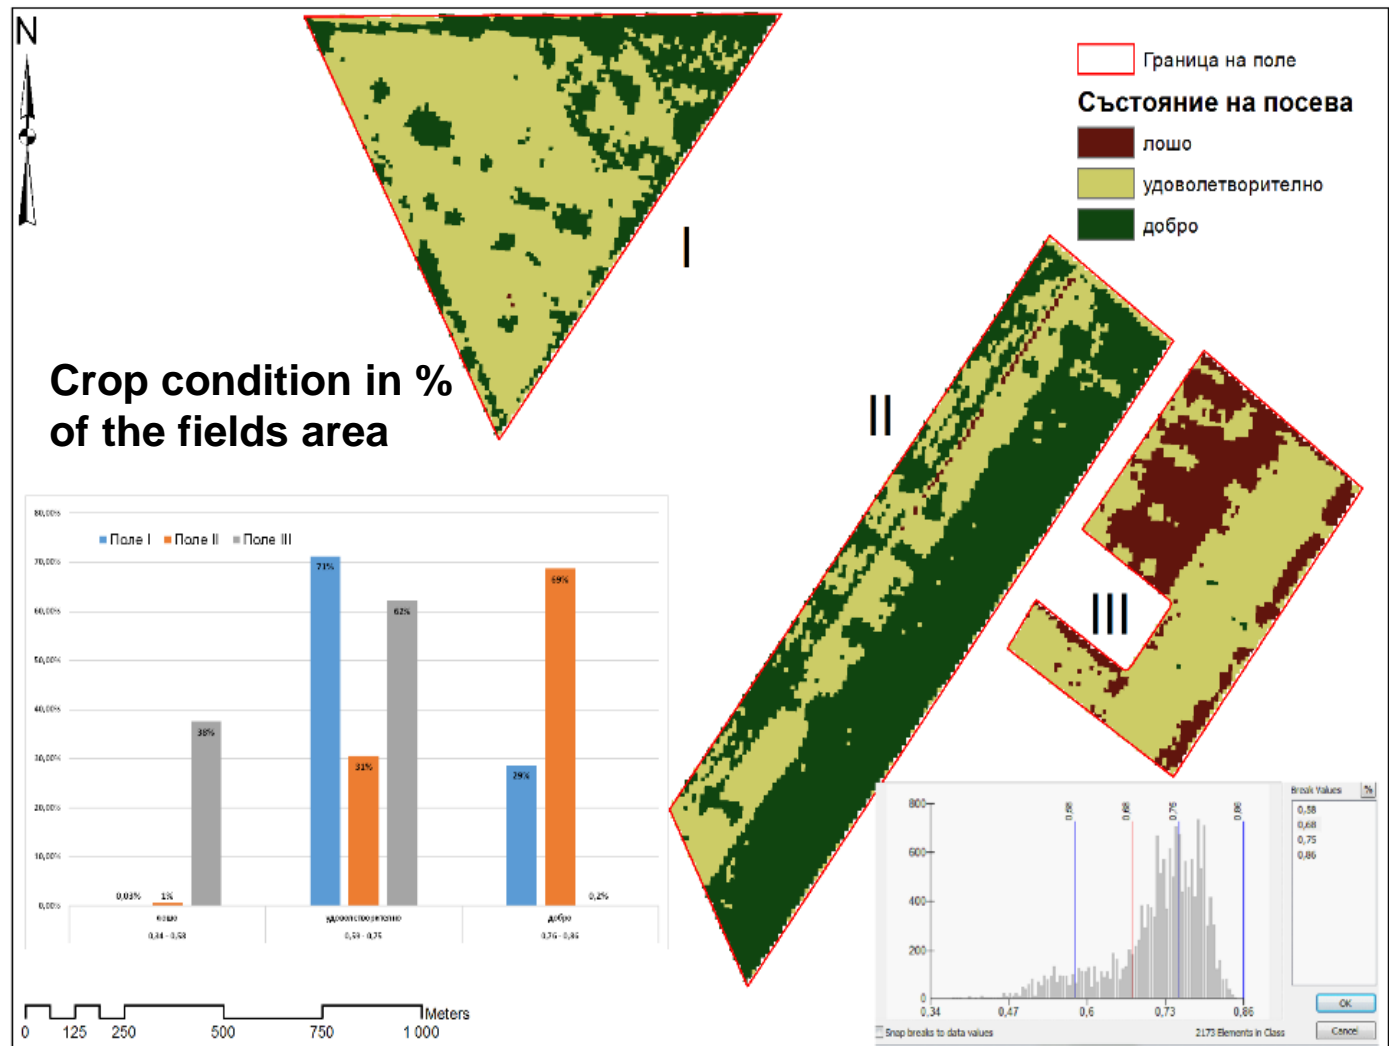 N
Граница на поле
Състояние на посева
лошо
удоволетворително
добро
I
II
III
Crop condition in %
of the fields area
80,00%
70,00%
60,00%
50,00%
40,00%
30,00%
20,00%
10,00%
0,00%
Поле I Поле II Поле III
0,03% 1% 38%
71% 31% 62%
29% 69% 0,2%
лошо удоволетворително добро
0,34 - 0,58 0,59 - 0,75 0,76 - 0,86
Meters
0 125 250 500 750 1 000
800
600
400
200
0
0,58 0,68 0,75 0,86
0,34 0,47 0,6 0,73 0,86
Break Values %
0,58
0,68
0,75
0,86
OK
Cancel
Snap breaks to data values 2173 Elements in Class